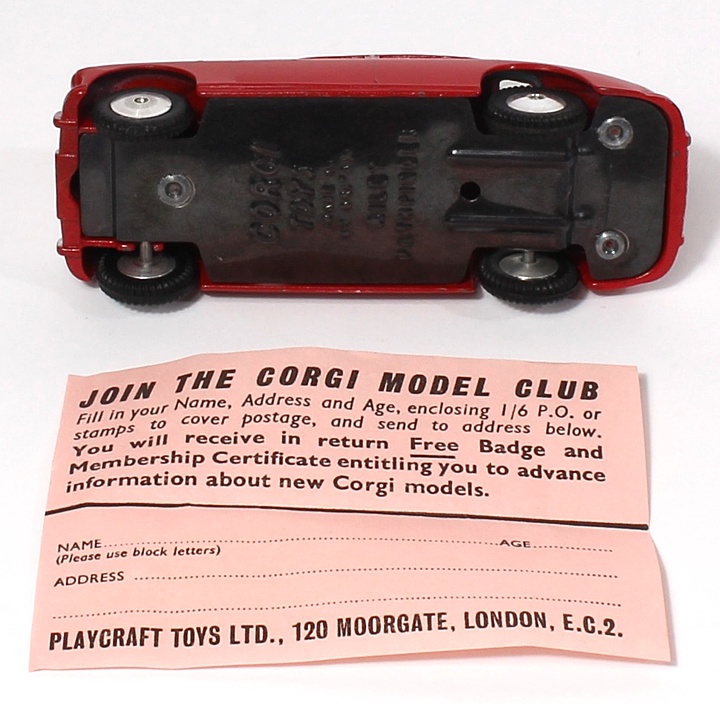 CORGI
TOYS
JOIN THE CORGI MODEL CLUB
Fill in your Name, Address and Age, enclosing 1/6 P.O. or
stamps to cover postage, and send to address below.
You will receive in return Free Badge and
Membership Certificate entitling you to advance
information about new Corgi models.
NAME AGE
(Please use block letters)
ADDRESS
PLAYCRAFT TOYS LTD., 120 MOORGATE, LONDON, E.C.2.